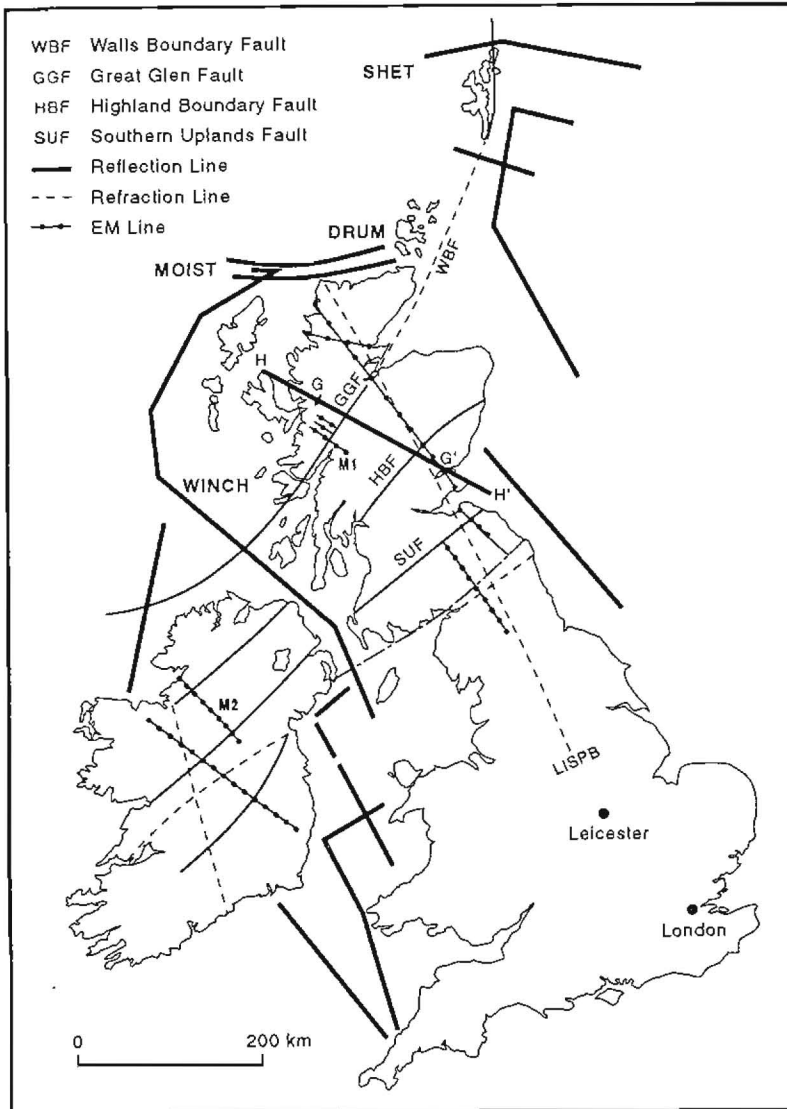 WBF Walls Boundary Fault
GGF Great Glen Fault
HBF Highland Boundary Fault
SUF Southern Uplands Fault
Reflection Line
Refraction Line
EM Line
SHET
DRUM
MOIST
WBF
H
G
GGF
M1
HBF
G'
H'
WINCH
SUF
M2
LISPB
Leicester
London
0 200 km